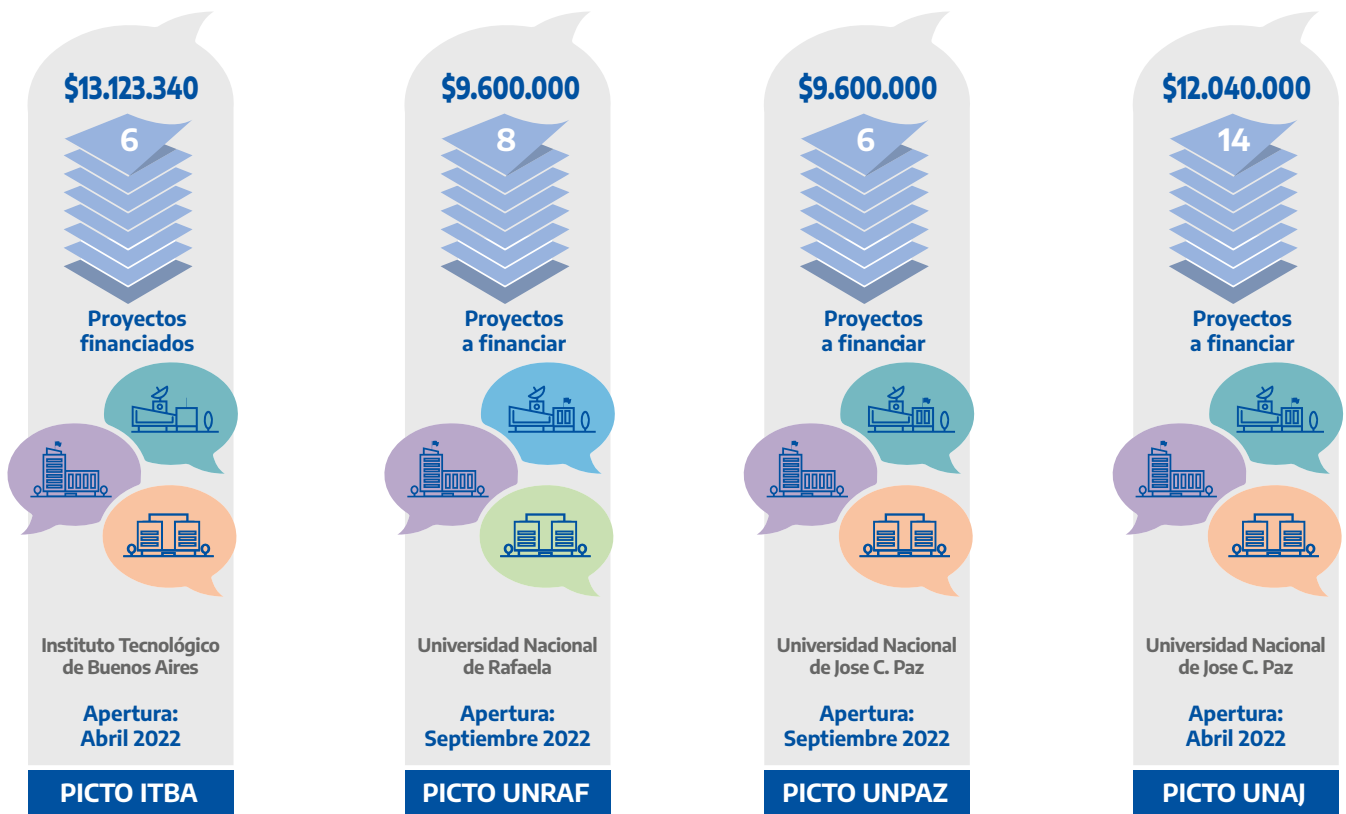 $13.123.340
6
Proyectos
financiados
Instituto Tecnológico
de Buenos Aires
Apertura:
Abril 2022
PICTO ITBA
$9.600.000
8
Proyectos
a financiar
Universidad Nacional
de Rafaela
Apertura:
Septiembre 2022
PICTO UNRAF
$9.600.000
6
Proyectos
a financiar
Universidad Nacional
de Jose C. Paz
Apertura:
Septiembre 2022
PICTO UNPAZ
$12.040.000
14
Proyectos
a financiar
Universidad Nacional
de Jose C. Paz
Apertura:
Abril 2022
PICTO UNAJ